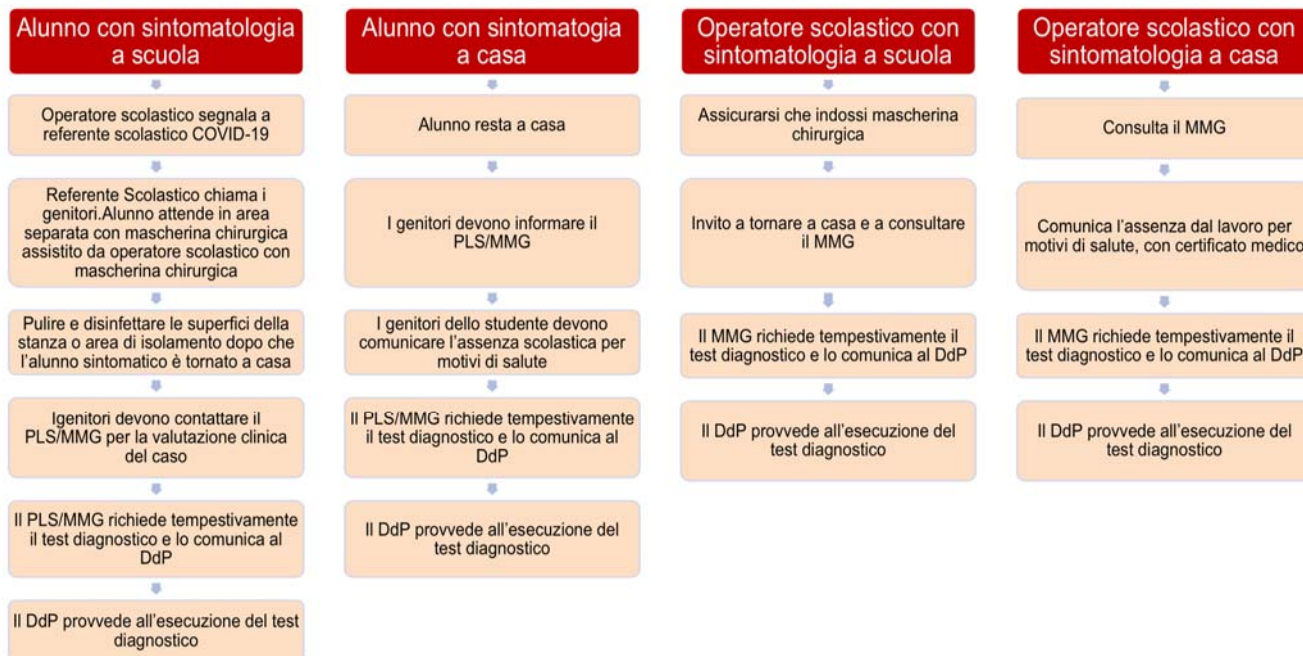 Alunno con sintomatologia
a scuola
Operatore scolastico segnala a
referente scolastico COVID-19
Referente Scolastico chiama i
genitori.Alunno attende in area
separata con mascherina chirurgica
assistito da operatore scolastico con
mascherina chirurgica
Pulire e disinfettare le superfici della
stanza o area di isolamento dopo che
l'alunno sintomatico è tornato a casa
Igenitori devono contattare il
PLS/MMG per la valutazione clinica
del caso
Il PLS/MMG richiede tempestivamente
il test diagnostico e lo comunica al
DdP
Il DdP provvede all'esecuzione del test
diagnostico
Alunno con sintomatogia
a casa
Alunno resta a casa
I genitori devono informare il
PLS/MMG
I genitori dello studente devono
comunicare l'assenza scolastica per
motivi di salute
Il PLS/MMG richiede tempestivamente
il test diagnostico e lo comunica al
DdP
Il DdP provvede all'esecuzione del
test diagnostico
Operatore scolastico con
sintomatologia a scuola
Assicurarsi che indossi mascherina
chirurgica
Invito a tornare a casa e a consultare
il MMG
Il MMG richiede tempestivamente il
test diagnostico e lo comunica al DdP
Il DdP provvede all'esecuzione del
test diagnostico
Operatore scolastico con
sintomatologia a casa
Consulta il MMG
Comunica l'assenza dal lavoro per
motivi di salute, con certificato medico
Il MMG richiede tempestivamente il
test diagnostico e lo comunica al DdP
Il DdP provvede all'esecuzione del
test diagnostico